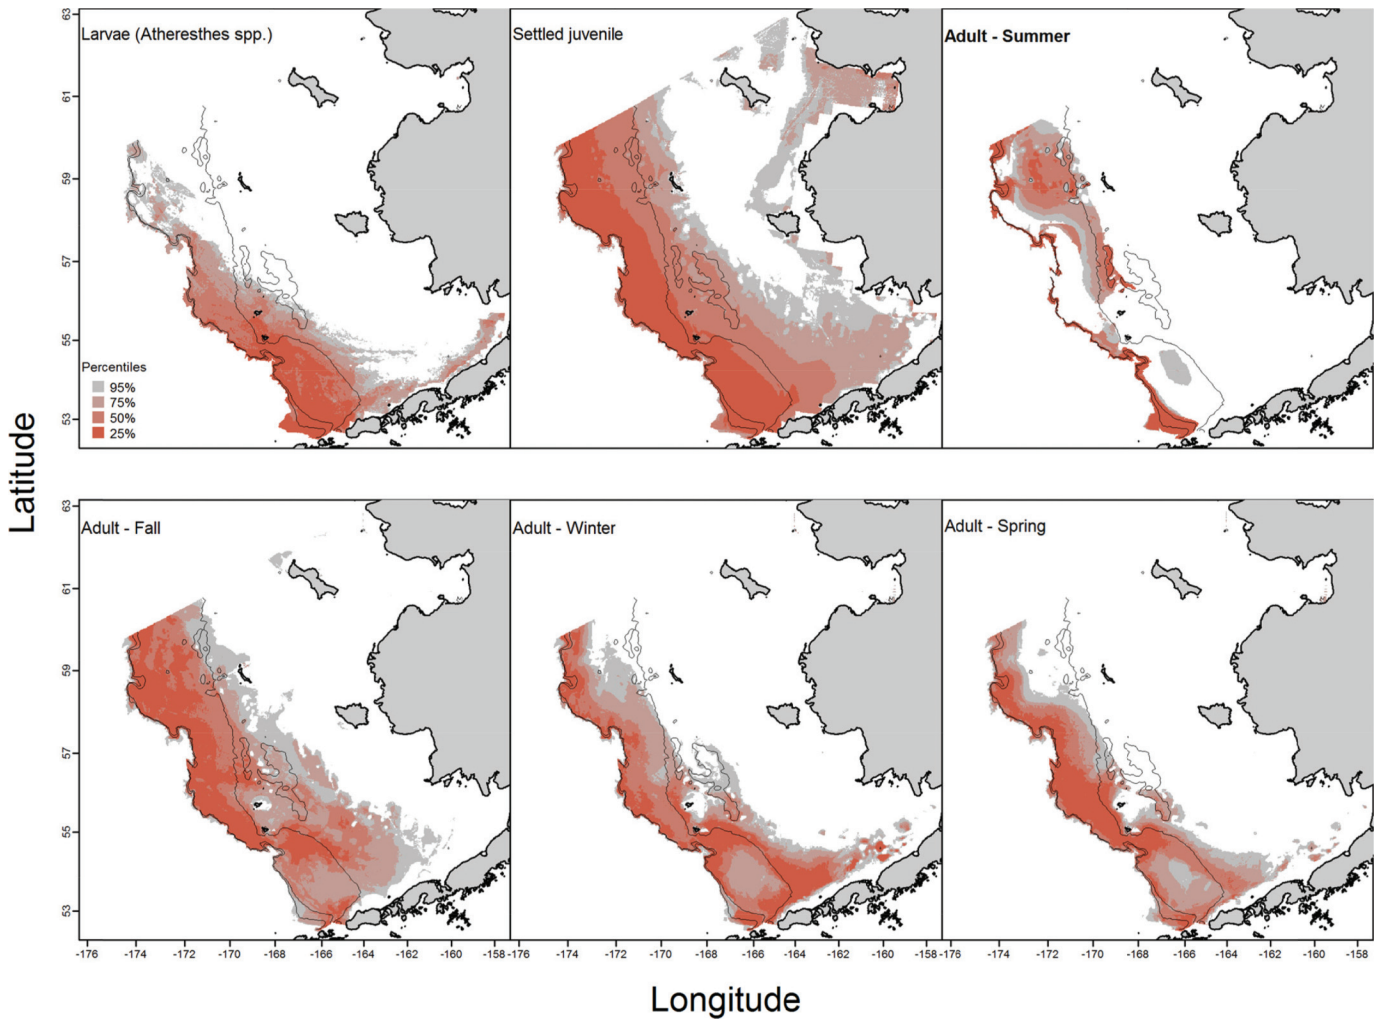 Larvae (Atheresthes spp.)
Settled juvenile
Adult - Summer
63
61
59
57
55
53
Percentiles
95%
75%
50%
25%
Latitude
Adult - Fall
Adult - Winter
Adult - Spring
63
61
59
57
55
53
-176 -174 -172 -170 -168 -166 -164 -162 -160 -158 -176 -174 -172 -170 -168 -166 -164 -162 -160 -158 -176 -174 -172 -170 -168 -166 -164 -162 -160 -158
Longitude